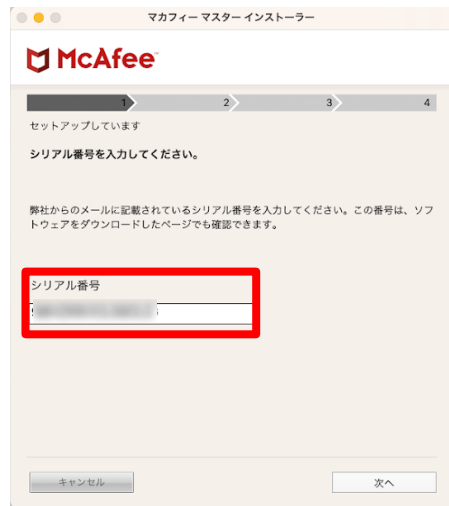 マカフィー マスター インストーラー
McAfee
1 2 3 4
セットアップしています
シリアル番号を入力してください。
弊社からのメールに記載されているシリアル番号を入力してください。この番号は、ソフ
トウェアをダウンロードしたページでも確認できます。
シリアル番号
キャンセル 次へ